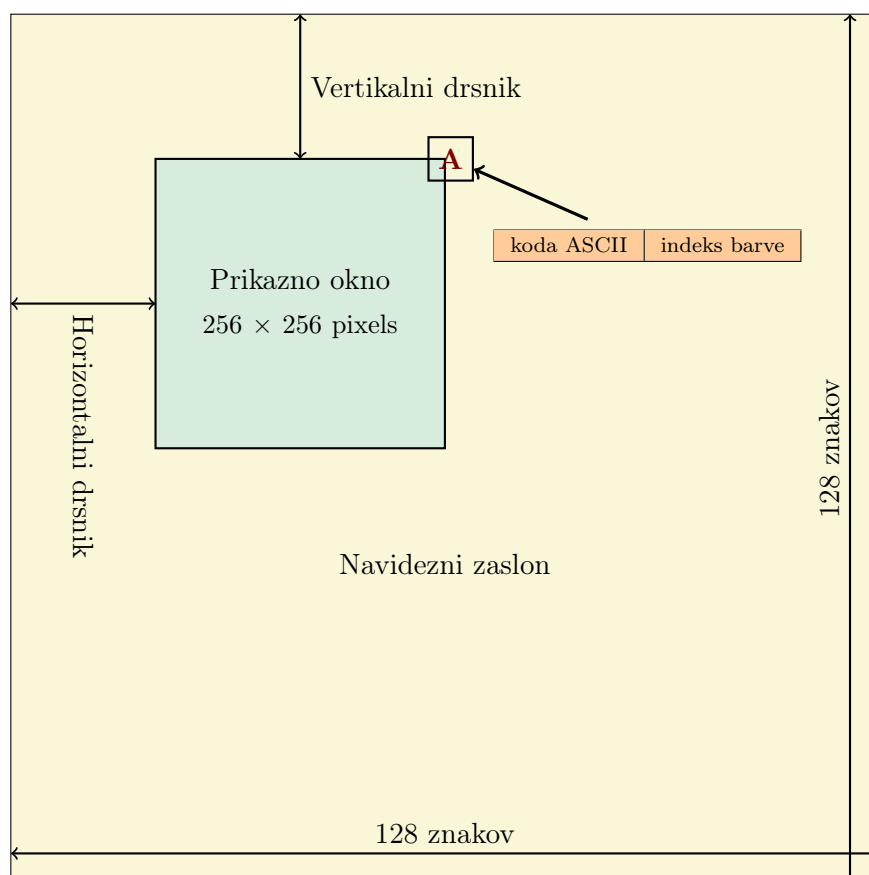 Vertikalni drsnik
A
koda ASCII indeks barve
Prikazno okno
256 × 256 pixels
Horizontalni drsnik
128 znakov
Navidezni zaslon
128 znakov